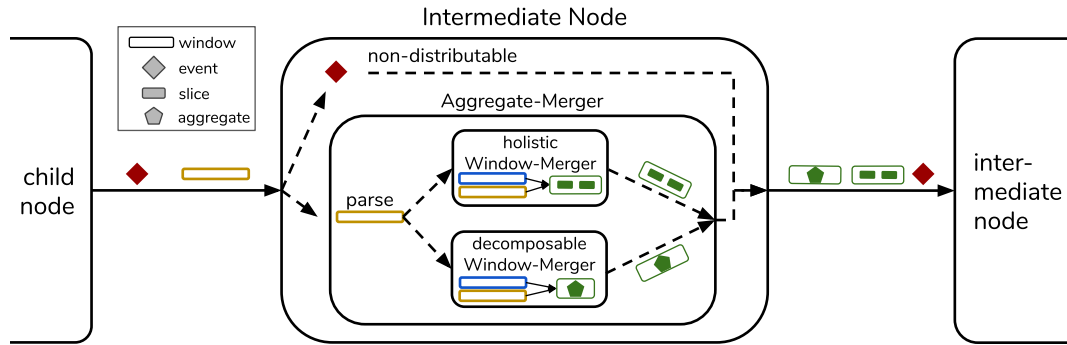 Intermediate Node
window
event
slice
aggregate
non-distributable
Aggregate-Merger
holistic
Window-Merger
parse
decomposable
Window-Merger
child
node
inter-
mediate
node